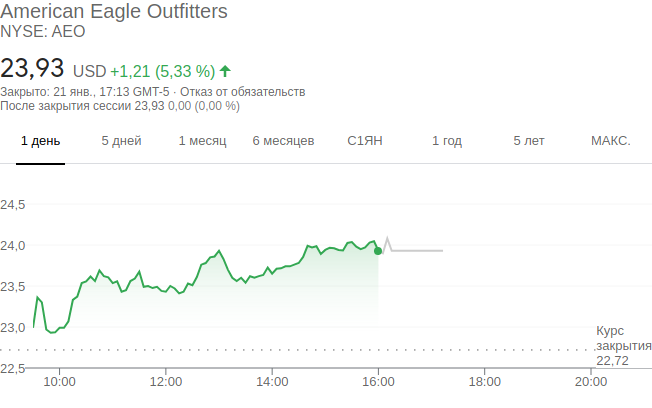 American Eagle Outfitters
NYSE: AEO
23,93 USD +1,21 (5,33 %)
Закрыто: 21 янв., 17:13 GMT-5 · Отказ от обязательств
После закрытия сессии 23,93 0,00 (0,00 %)
1 день 5 дней 1 месяц 6 месяцев С1ЯН 1 год 5 лет МАКС.
24,5
24,0
23,5
23,0
Курс
закрытия
22,72
22,5
10:00 12:00 14:00 16:00 18:00 20:00